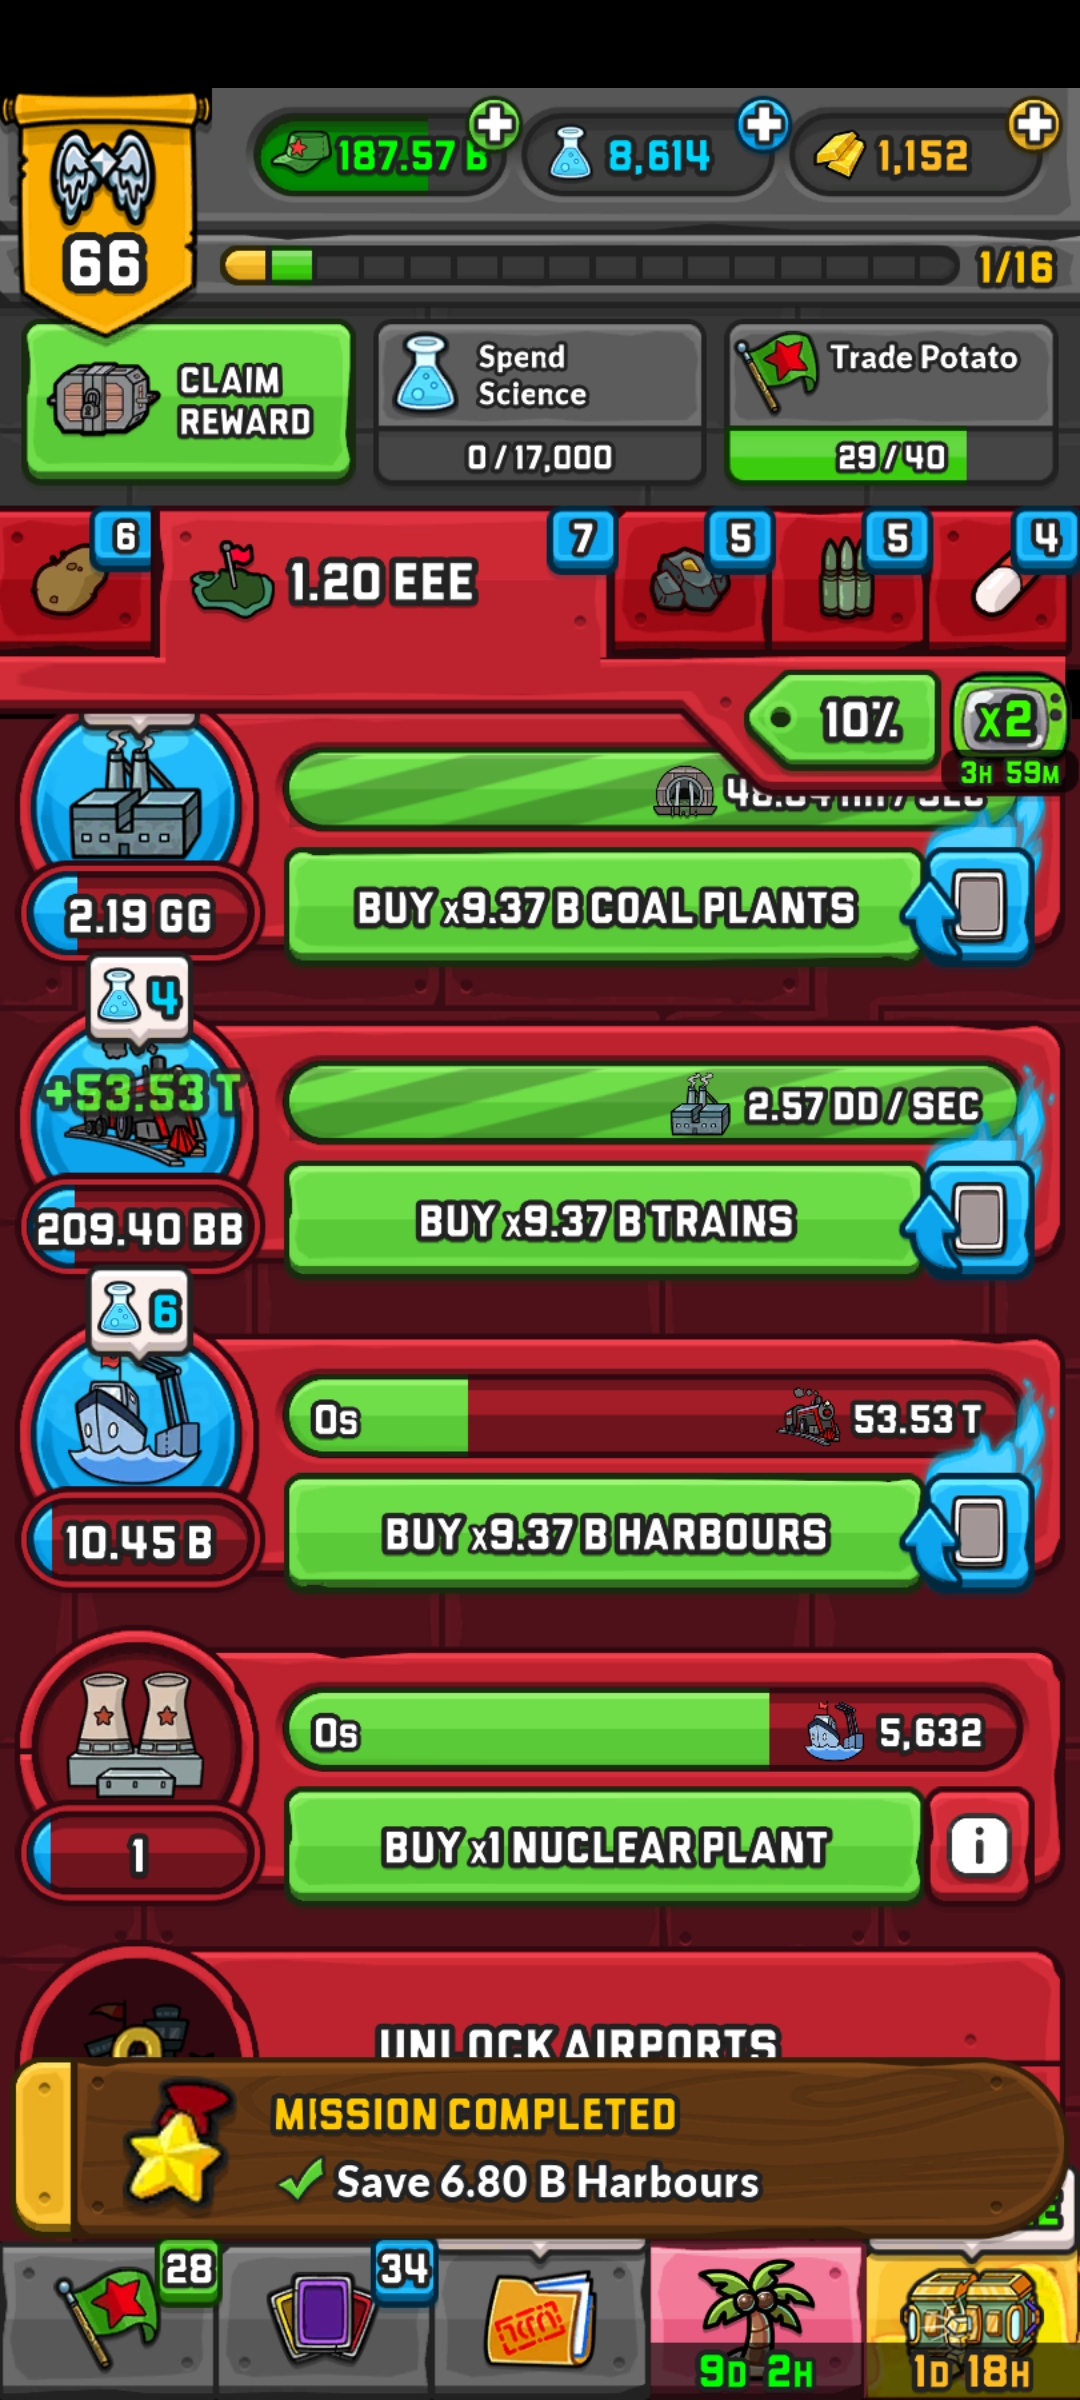 187.57 B
8,614
1,152
66
1/16
CLAIM
REWARD
Spend
Science
0/17,000
Trade Potato
29/40
6
1.20 EEE
7
5
5
4
10%
x2
3H 59M
BUY x9.37 B COAL PLANTS
2.19 GG
4
+53.53 T
2.57 DD / SEC
BUY x9.37 B TRAINS
209.40 BB
6
0s
53.53 T
BUY x9.37 B HARBOURS
10.45 B
0s
5,632
BUY x1 NUCLEAR PLANT
1
i
UNLOCK AIRPORTS
MISSION COMPLETED
Save 6.80 B Harbours
28
34
9D 2H
1D 18H